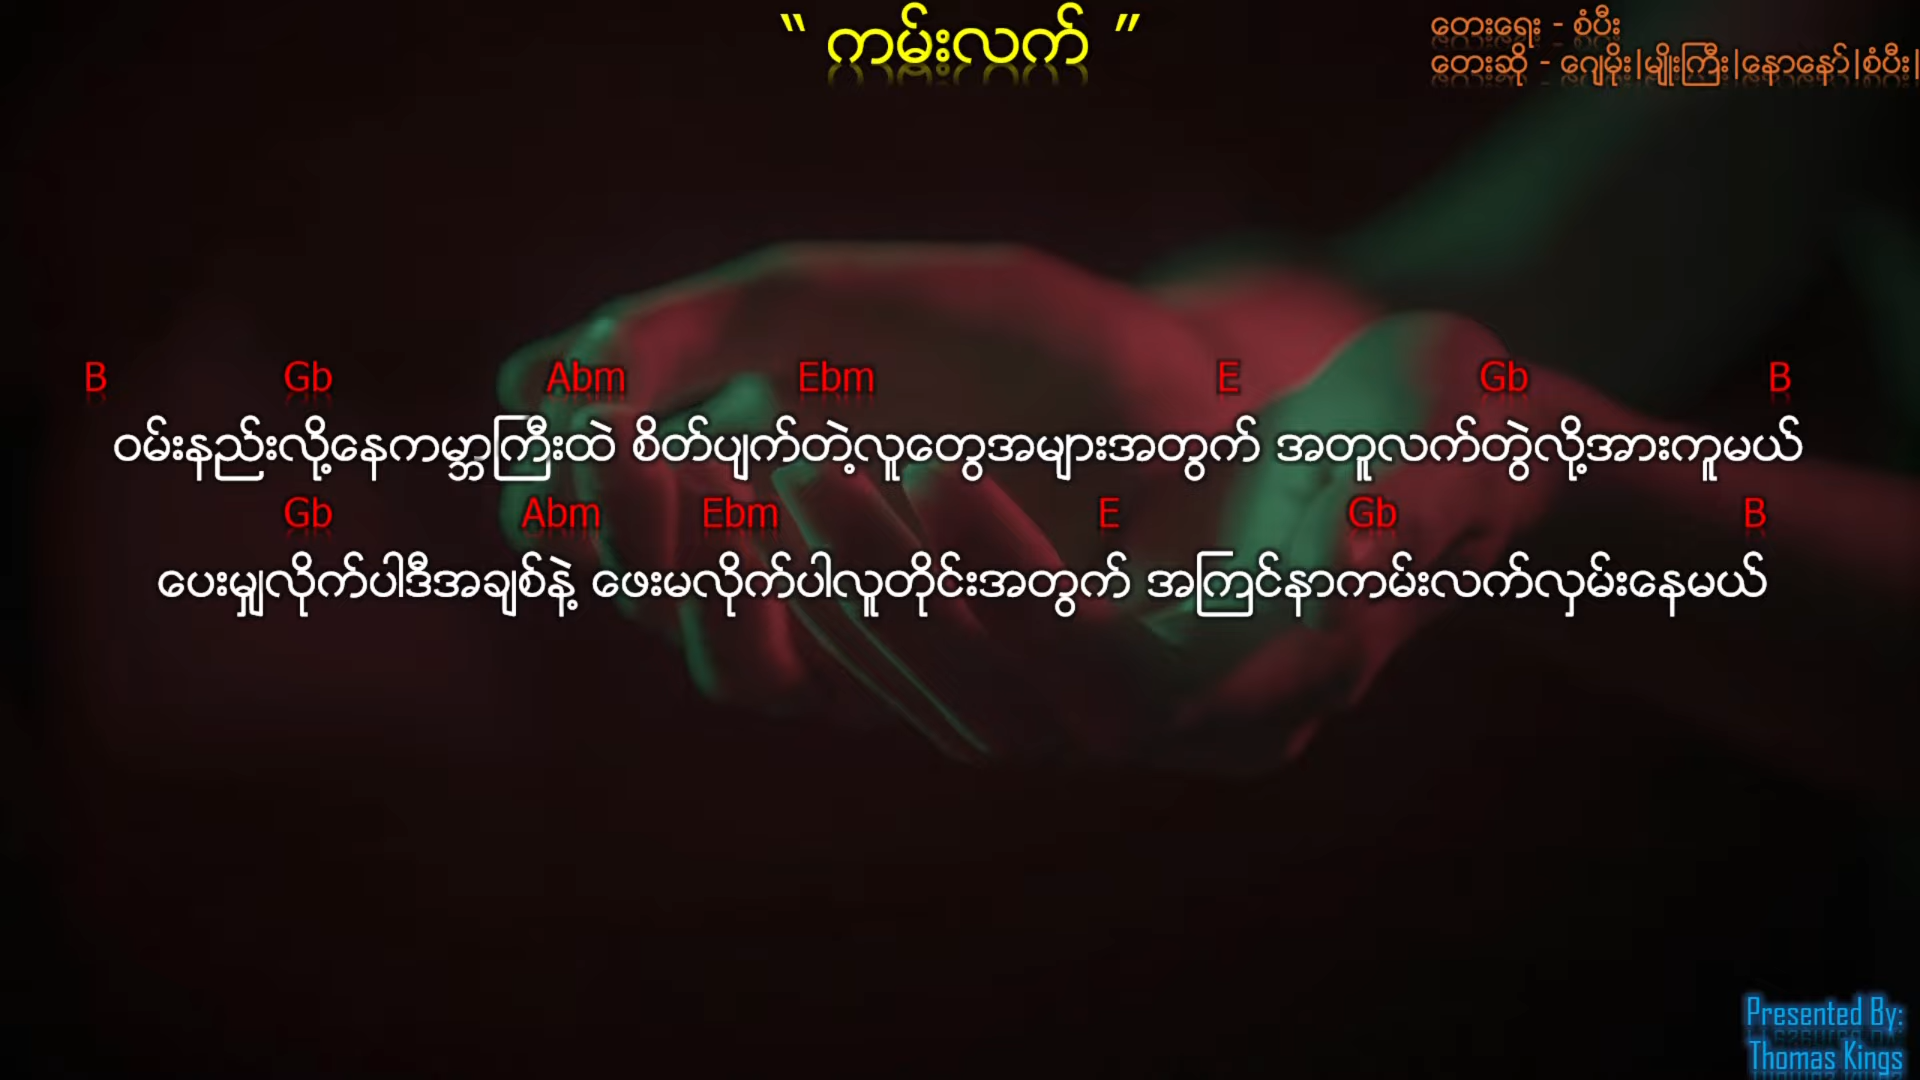 “ ကမ်းလက် ”
တေးရေး - စံပီး
တေးဆို - ဂျေမိုး|မျိုးကြီး|နောနော်|စံပီး|
B Gb Abm Ebm E Gb B
ဝမ်းနည်းလို့နေကမ္ဘာကြီးထဲ စိတ်ပျက်တဲ့လူတွေအများအတွက် အတူလက်တွဲလို့အားကူမယ်
Gb Abm Ebm E Gb B
ပေးမျှလိုက်ပါဒီအချစ်နဲ့ ဖေးမလိုက်ပါလူတိုင်းအတွက် အကြင်နာကမ်းလက်လှမ်းနေမယ်
Presented By:
Thomas Kings